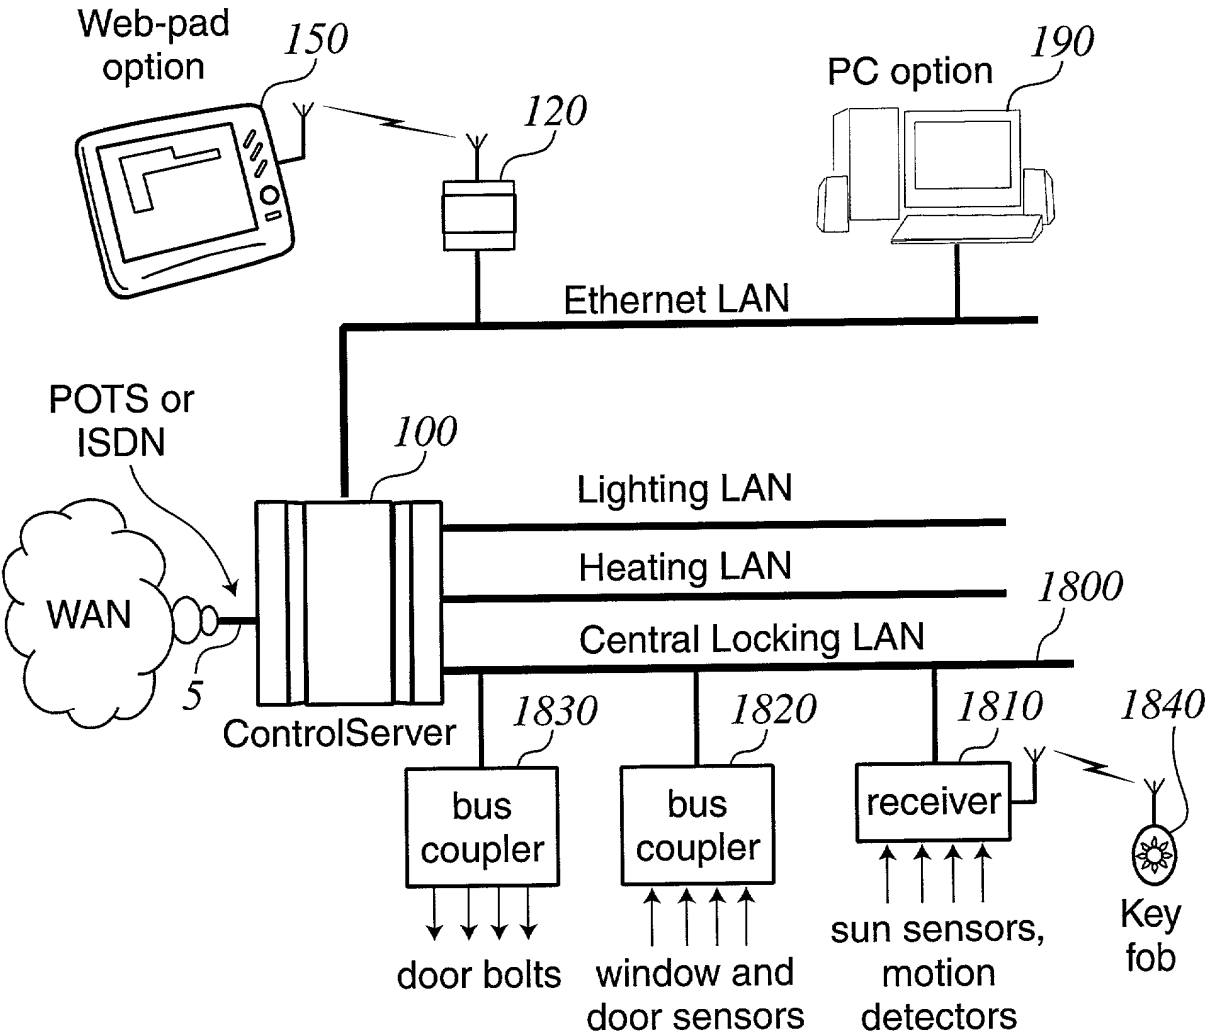 Web-pad
option
150
120
PC option
190
Ethernet LAN
POTS or
ISDN
100
Lighting LAN
Heating LAN
WAN
1800
Central Locking LAN
5
ControlServer
1830
1820
1810
1840
bus
coupler
bus
coupler
receiver
door bolts
window and
door sensors
sun sensors,
motion
detectors
Key
fob